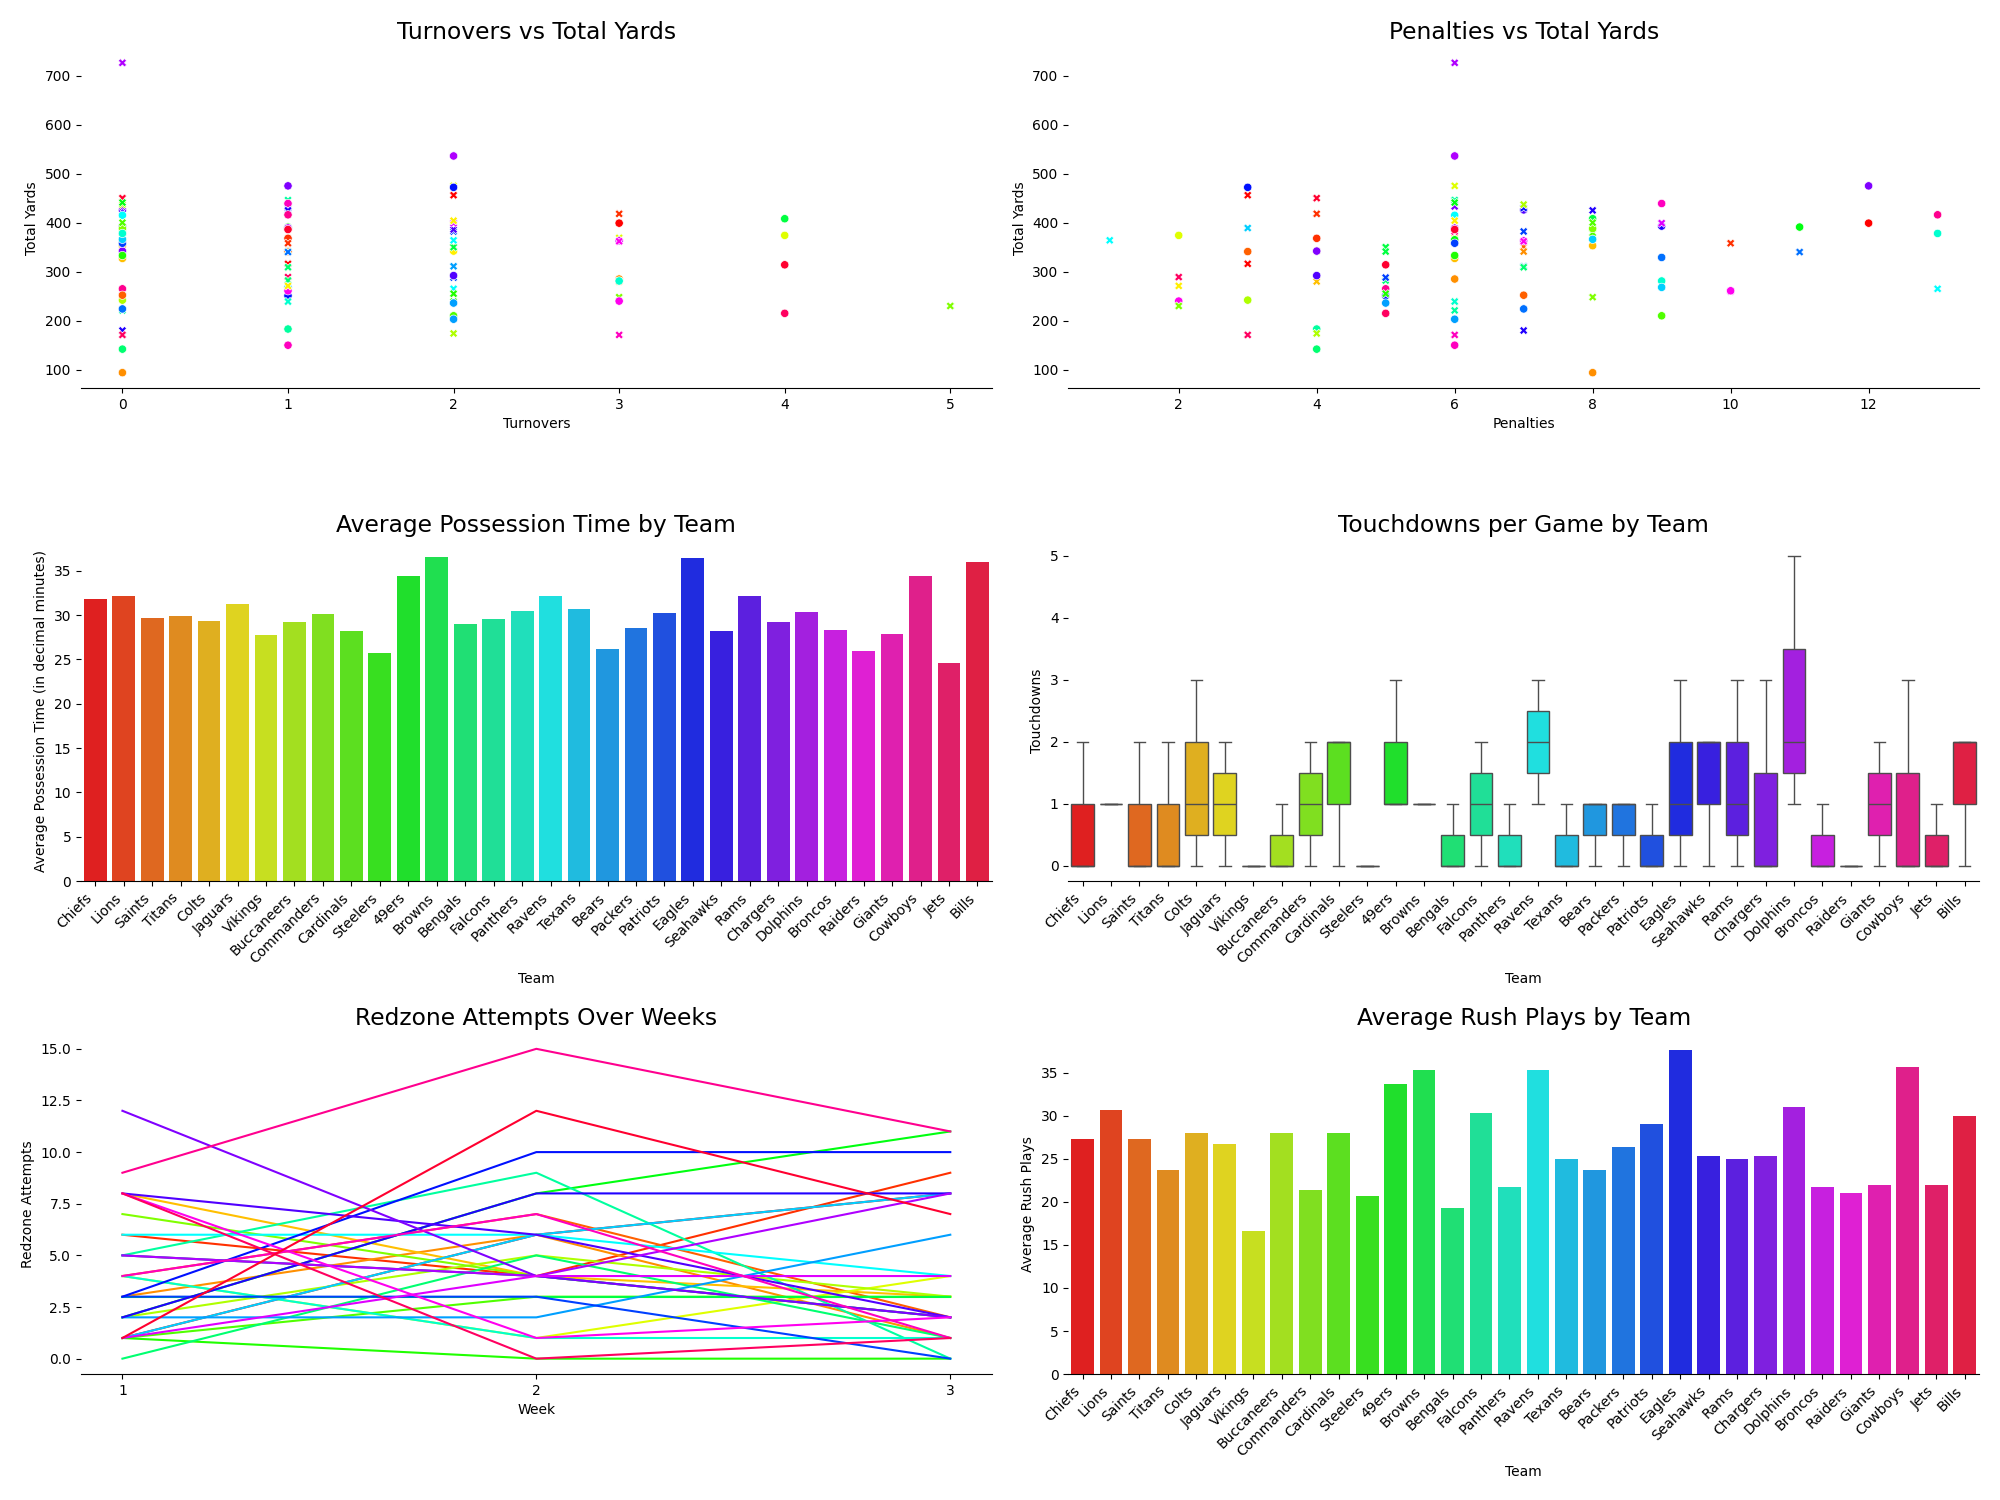 Turnovers vs Total Yards
Total Yards
700
600
500
400
300
200
100
0 1 2 3 4 5
Turnovers
Penalties vs Total Yards
Total Yards
700
600
500
400
300
200
100
2 4 6 8 10 12
Penalties
Average Possession Time by Team
Average Possession Time (in decimal minutes)
35
30
25
20
15
10
5
0
Chiefs Lions Saints Titans Colts Jaguars Vikings Buccaneers Commanders Cardinals Steelers 49ers Browns Bengals Falcons Panthers Ravens Texans Bears Packers Patriots Eagles Seahawks Rams Chargers Dolphins Broncos Raiders Giants Cowboys Jets Bills
Team
Touchdowns per Game by Team
Touchdowns
5
4
3
2
1
0
Chiefs Lions Saints Titans Colts Jaguars Vikings Buccaneers Commanders Cardinals Steelers 49ers Browns Bengals Falcons Panthers Ravens Texans Bears Packers Patriots Eagles Seahawks Rams Chargers Dolphins Broncos Raiders Giants Cowboys Jets Bills
Team
Redzone Attempts Over Weeks
Redzone Attempts
15.0
12.5
10.0
7.5
5.0
2.5
0.0
1 2 3
Week
Average Rush Plays by Team
Average Rush Plays
35
30
25
20
15
10
5
0
Chiefs Lions Saints Titans Colts Jaguars Vikings Buccaneers Commanders Cardinals Steelers 49ers Browns Bengals Falcons Panthers Ravens Texans Bears Packers Patriots Eagles Seahawks Rams Chargers Dolphins Broncos Raiders Giants Cowboys Jets Bills
Team